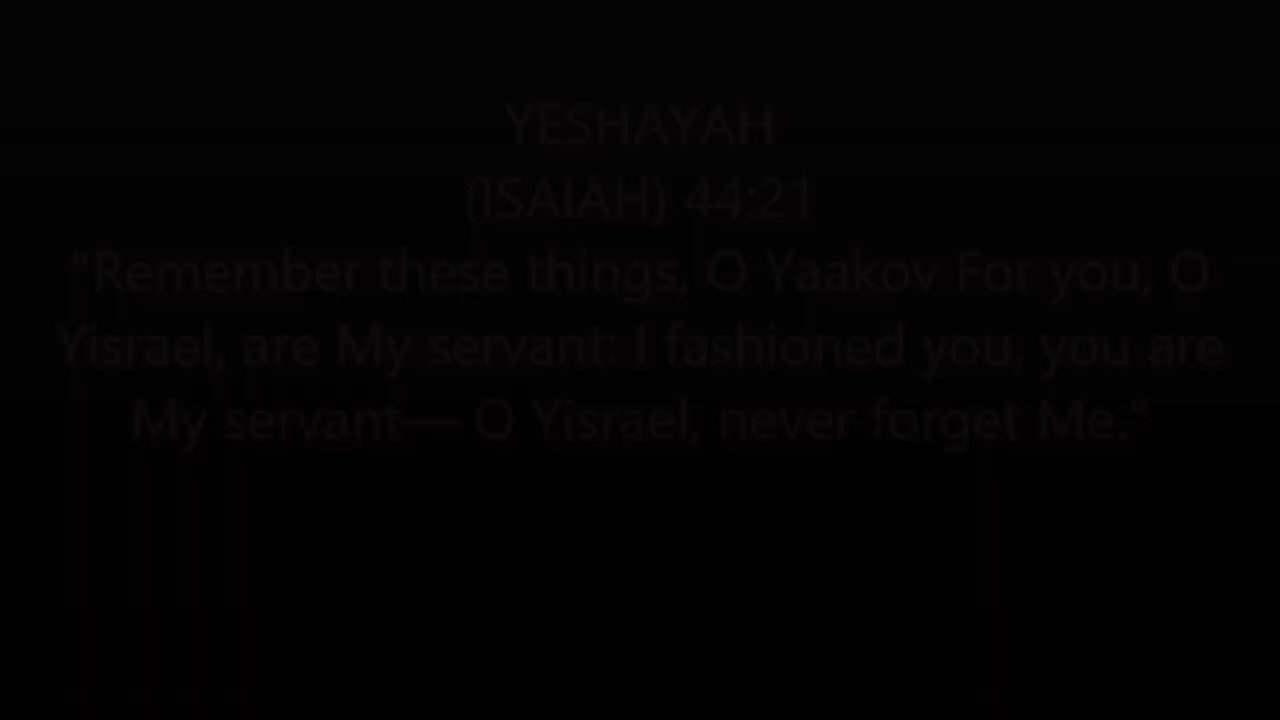 YESHAYAH
(ISAIAH) 44:21
"Remember these things, O Yaakov For you, O
Yisrael, are My servant: I fashioned you, you are
My servant— O Yisrael, never forget Me."